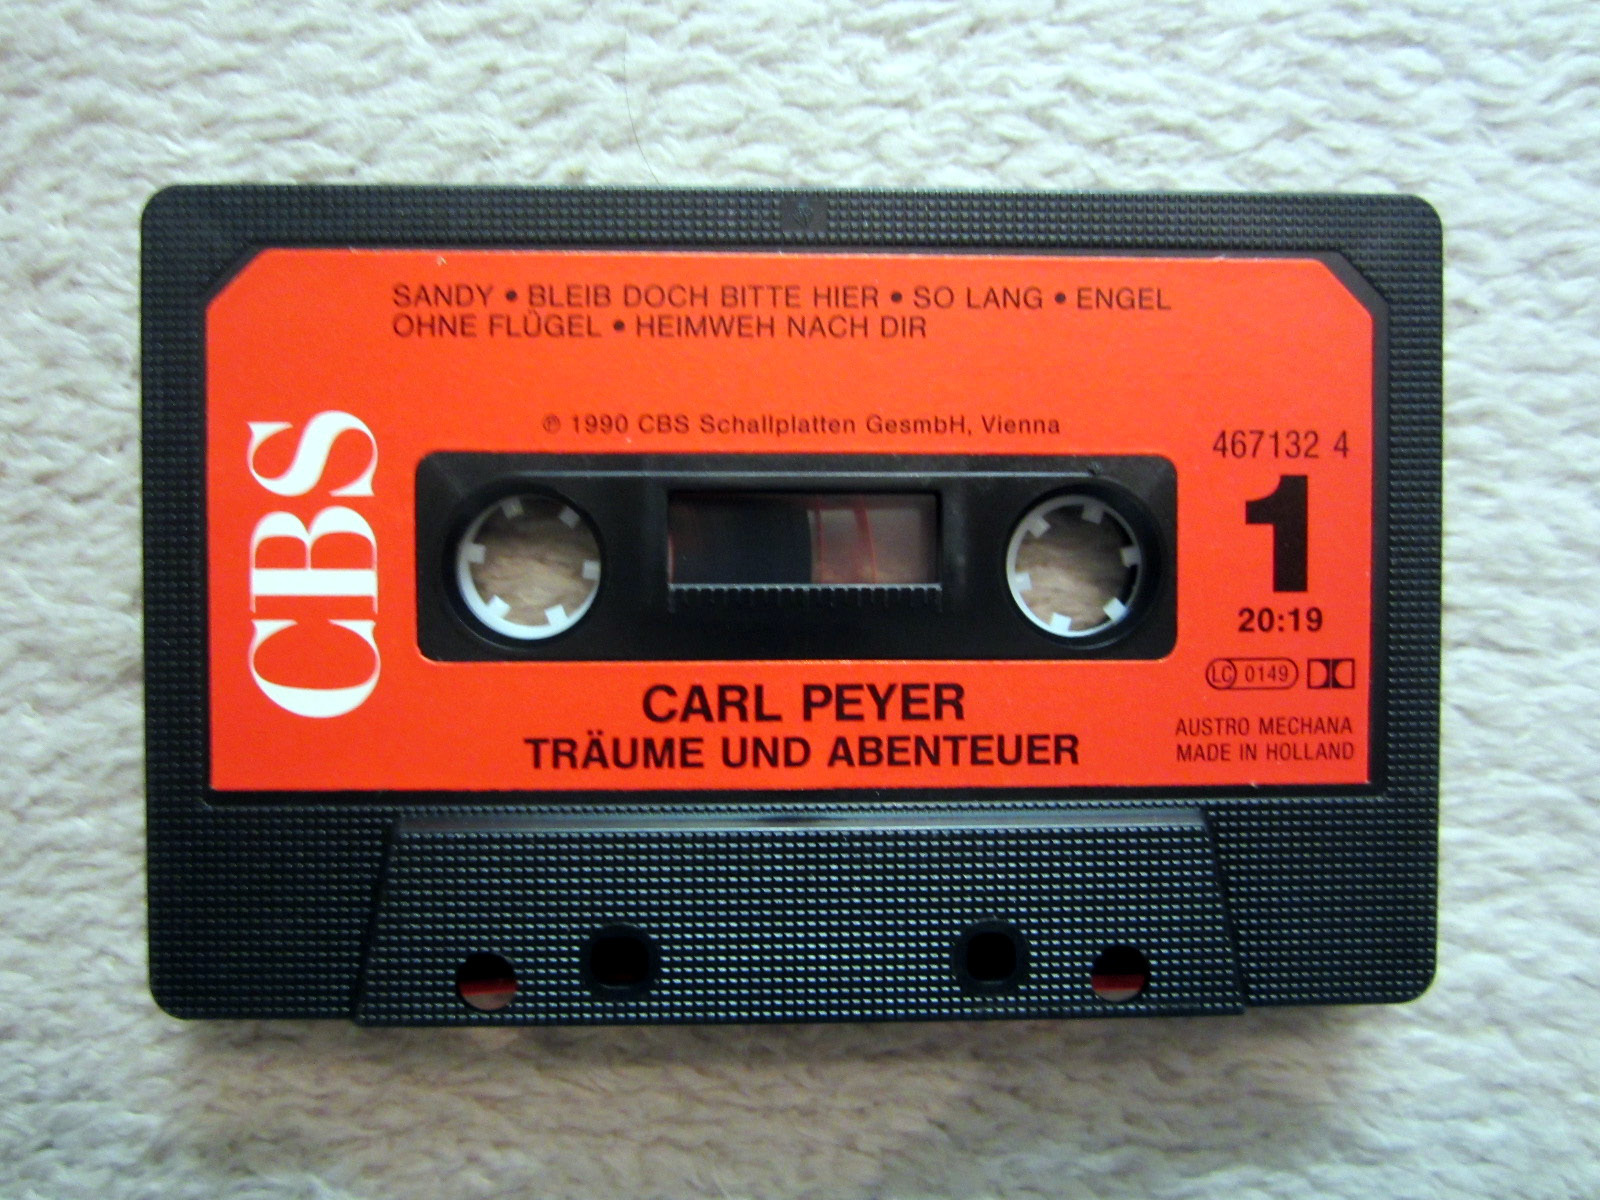 SANDY • BLEIB DOCH BITTE HIER • SO LANG • ENGEL
OHNE FLÜGEL • HEIMWEH NACH DIR
℗ 1990 CBS Schallplatten GesmbH, Vienna
CBS
467132 4
1
20:19
LC 0149
CARL PEYER
TRÄUME UND ABENTEUER
AUSTRO MECHANA
MADE IN HOLLAND